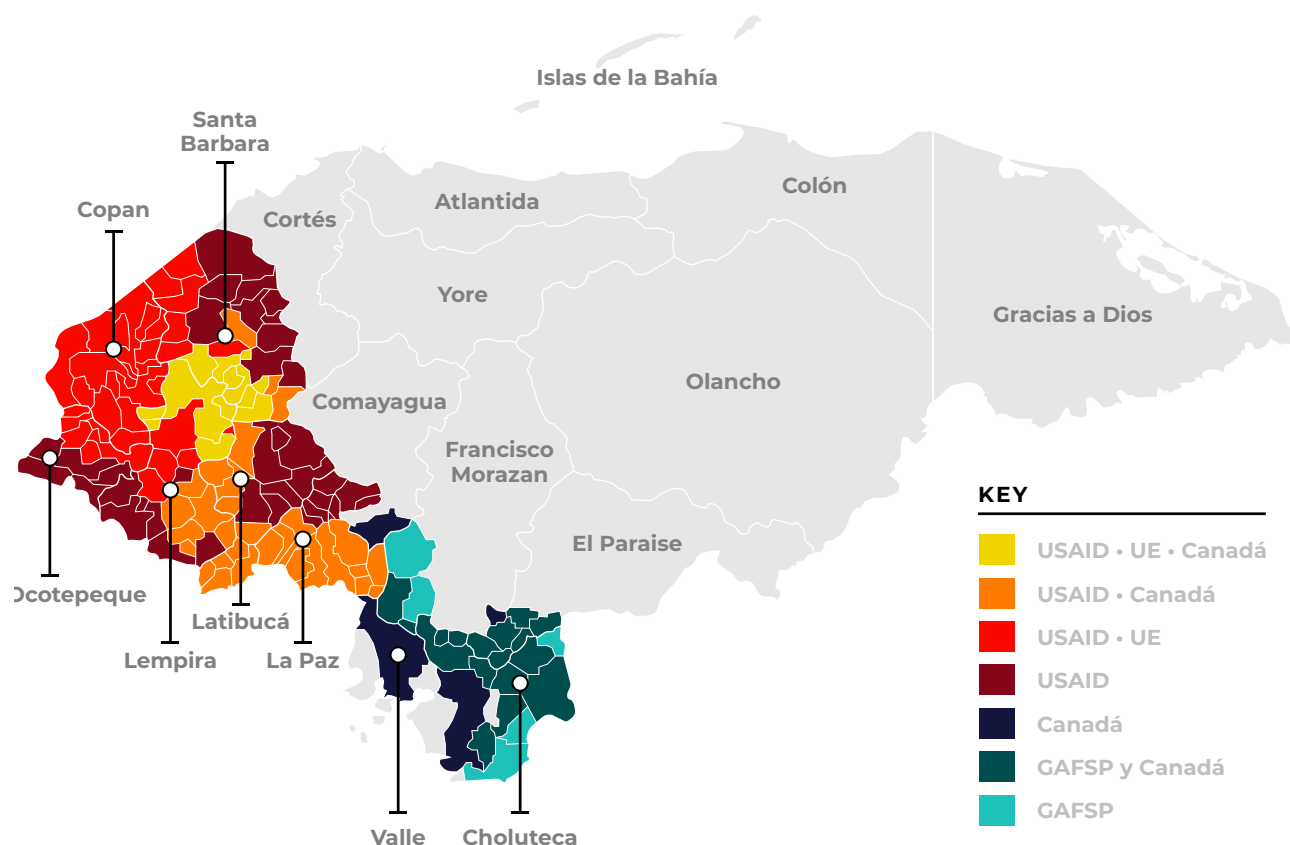 Islas de la Bahía
Santa
Barbara
Copan
Cortés
Atlantida
Colón
Yore
Gracias a Dios
Olancho
Comayagua
Francisco
Morazan
El Paraise
KEY
USAID • UE • Canadá
USAID • Canadá
USAID • UE
USAID
Canadá
GAFSP y Canadá
GAFSP
Ocotepeque
Latibucá
Lempira
La Paz
Valle
Choluteca